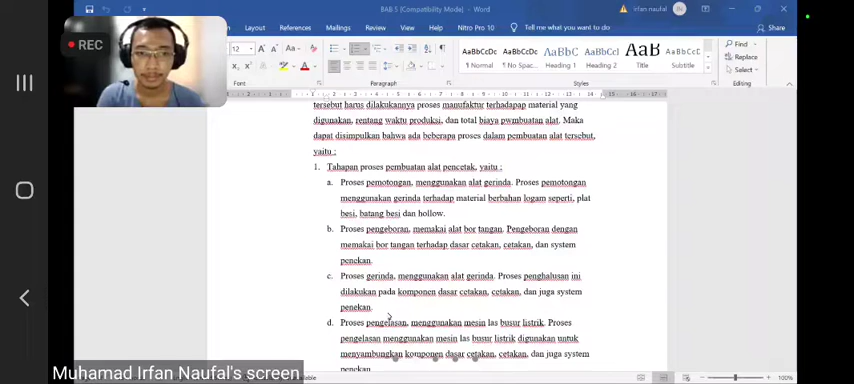 BAB 5 [Compatibility Mode] - Word
irfan naufal
IN
REC
Layout References Mailings Review View Help Nitro Pro 10 Tell me what you want to do Share
12 Aa
AaBbCcDc AaBbCcDc AaBbC AaBbCcI AaB AaBbCcD
¶ Normal ¶ No Spac... Heading 1 Heading 2 Title Subtitle
Find
Replace
Select
Font Paragraph Styles Editing
tersebut harus dilakukannya proses manufaktur terhadapap material yang
digunakan, rentang waktu produksi, dan total biaya pwmbuatan alat. Maka
dapat disimpulkan bahwa ada beberapa proses dalam pembuatan alat tersebut,
yaitu ;
1. Tahapan proses pembuatan alat pencetak, yaitu ;
a. Proses pemotongan, menggunakan alat gerinda. Proses pemotongan
menggunakan gerinda terhadap material berbahan logam seperti, plat
besi, batang besi dan hollow.
b. Proses pengeboran, memakai alat bor tangan. Pengeboran dengan
memakai bor tangan terhadap dasar cetakan, cetakan, dan system
penekan.
c. Proses gerinda, menggunakan alat gerinda. Proses penghalusan ini
dilakukan pada komponen dasar cetakan, cetakan, dan juga system
penekan.
d. Proses pengelasan, menggunakan mesin las busur listrik. Proses
pengelasan menggunakan mesin las busur listrik digunakan untuk
menyambungkan komponen dasar cetakan, cetakan, dan juga system
penekan
Muhamad Irfan Naufal's screen
100%